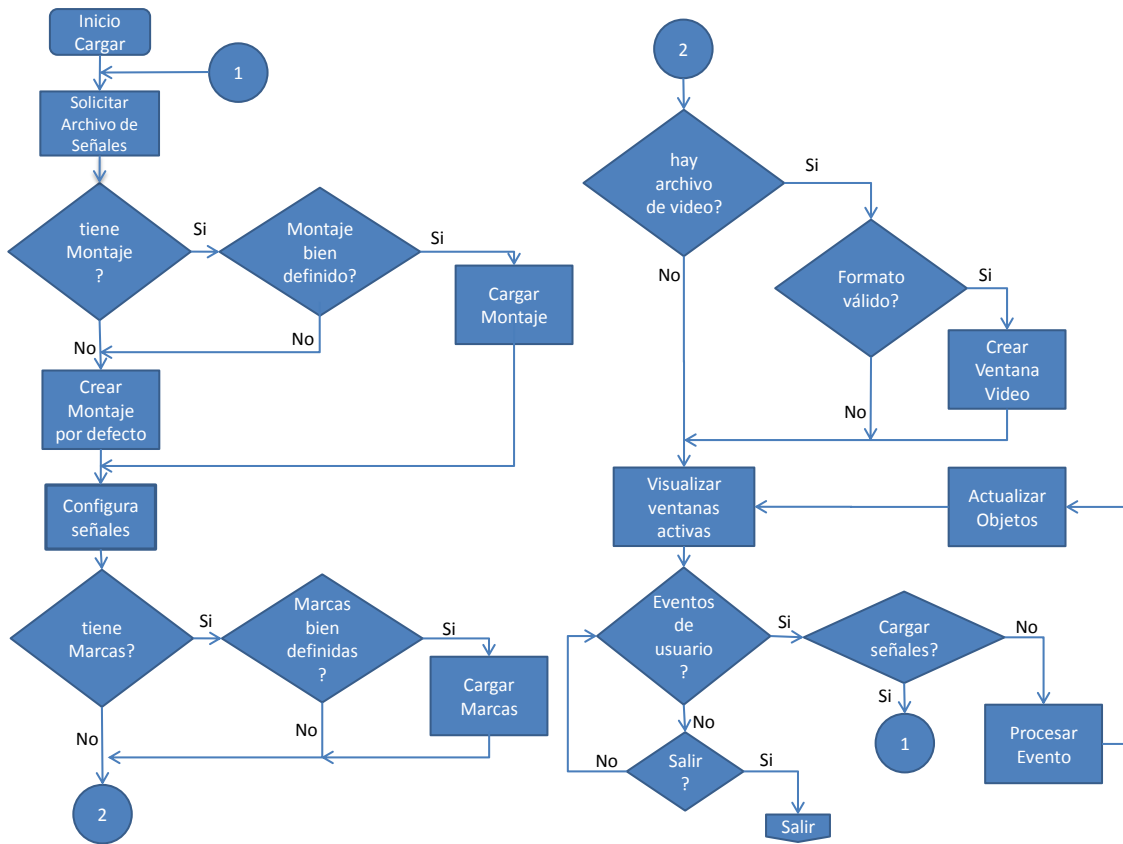 Inicio
Cargar
1
Solicitar
Archivo de
Señales
tiene
Montaje
?
Si
Montaje
bien
definido?
Si
Cargar
Montaje
No
No
Crear
Montaje
por defecto
Configura
señales
tiene
Marcas?
Si
Marcas
bien
definidas
?
Si
Cargar
Marcas
No
No
2
2
hay
archivo
de video?
Si
No
Formato
válido?
Si
Crear
Ventana
Video
No
Visualizar
ventanas
activas
Actualizar
Objetos
Eventos
de
usuario
?
Si
Cargar
señales?
No
Si
1
Procesar
Evento
No
Salir
?
No
Si
Salir